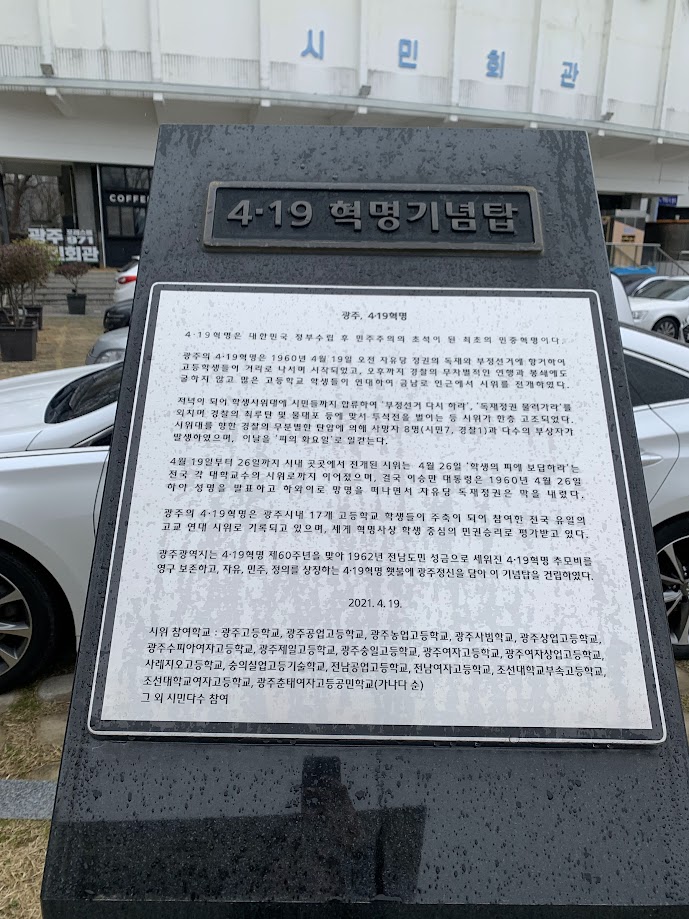 시민회관
COFFEE
광주 971
시민회관
4·19 혁명기념탑
광주, 4·19혁명
4·19혁명은 대한민국 정부수립 후 민주주의의 초석이 된 최초의 민중혁명이다.
광주의 4·19혁명은 1960년 4월 19일 오전 자유당 정권의 독재와 부정선거에 항거하여
고등학생들이 거리로 나서며 시작되었고, 오후까지 경찰의 무차별적인 연행과 봉쇄에도
굴하지 않고 많은 고등학교 학생들이 연대하여 금남로 인근에서 시위를 전개하였다.
저녁이 되어 학생시위대에 시민들까지 합류하여 '부정선거 다시 하라', '독재정권 물러가라'를
외치며 경찰의 최루탄 및 물대포 등에 맞서 투석전을 벌이는 등 시위가 한층 고조되었다.
시위대를 향한 경찰의 무분별한 탄압에 의해 사망자 8명(시민7, 경찰1)과 다수의 부상자가
발생하였으며, 이날을 '피의 화요일'로 일컫는다.
4월 19일부터 26일까지 시내 곳곳에서 전개된 시위는 4월 26일 '학생의 피에 보답하라'는
전국 각 대학교수의 시위로까지 이어졌으며, 결국 이승만 대통령은 1960년 4월 26일
하야 성명을 발표하고 하와이로 망명을 떠나면서 자유당 독재정권은 막을 내렸다.
광주의 4·19혁명은 광주시내 17개 고등학교 학생들이 주축이 되어 참여한 전국 유일의
고교 연대 시위로 기록되고 있으며, 세계 혁명사상 학생 중심의 민권승리로 평가받고 있다.
광주광역시는 4·19혁명 제60주년을 맞아 1962년 전남도민 성금으로 세워진 4·19혁명 추모비를
영구 보존하고, 자유, 민주, 정의를 상징하는 4·19혁명 횃불에 광주정신을 담아 이 기념탑을 건립하였다.
2021. 4. 19.
시위 참여학교 : 광주고등학교, 광주공업고등학교, 광주농업고등학교, 광주사범학교, 광주상업고등학교,
광주수피아여자고등학교, 광주제일고등학교, 광주숭일고등학교, 광주여자고등학교, 광주여자상업고등학교,
사레지오고등학교, 숭의실업고등기술학교, 전남공업고등학교, 전남여자고등학교, 조선대학교부속고등학교,
조선대학교여자고등학교, 광주춘태여자고등공민학교(가나다 순)
그 외 시민다수 참여